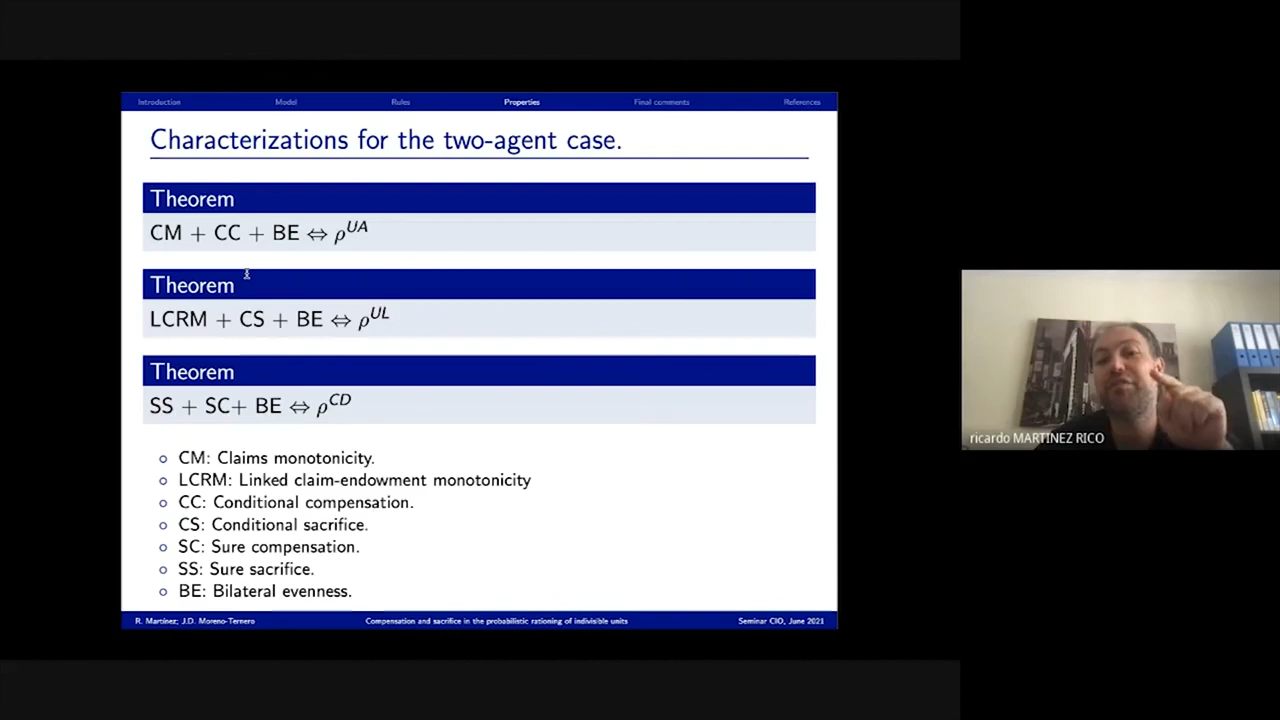 Introduction Model Rules Properties Final comments References
Characterizations for the two-agent case.
Theorem
CM + CC + BE ⇔ ρ^UA
Theorem
LCRM + CS + BE ⇔ ρ^UL
Theorem
SS + SC+ BE ⇔ ρ^CD
CM: Claims monotonicity.
LCRM: Linked claim-endowment monotonicity
CC: Conditional compensation.
CS: Conditional sacrifice.
SC: Sure compensation.
SS: Sure sacrifice.
BE: Bilateral evenness.
R. Martínez; J.D. Moreno-Ternero Compensation and sacrifice in the probabilistic rationing of indivisible units Seminar CIO, June 2021
ricardo MARTINEZ RICO